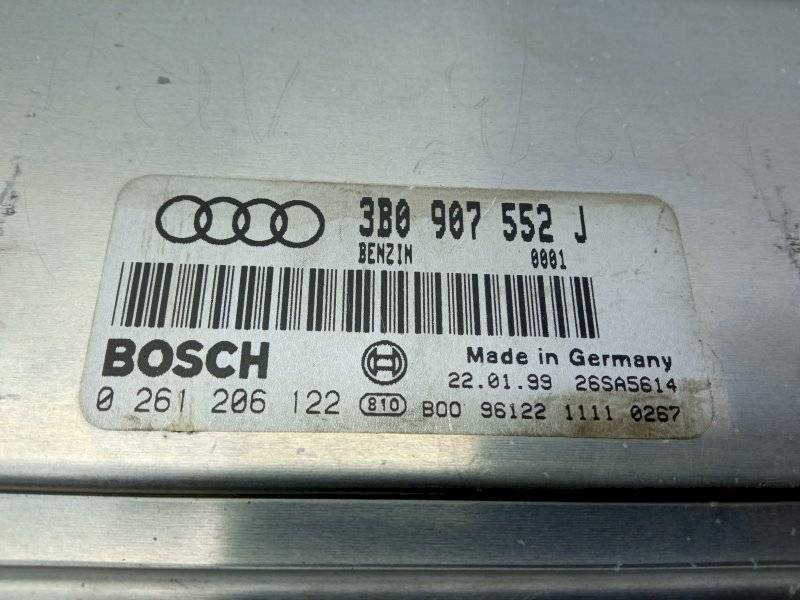 3B0 907 552 J
BENZIN 0001
BOSCH
Made in Germany
22.01.99 26SA5614
0 261 206 122 810 B00 96122 1111 0267